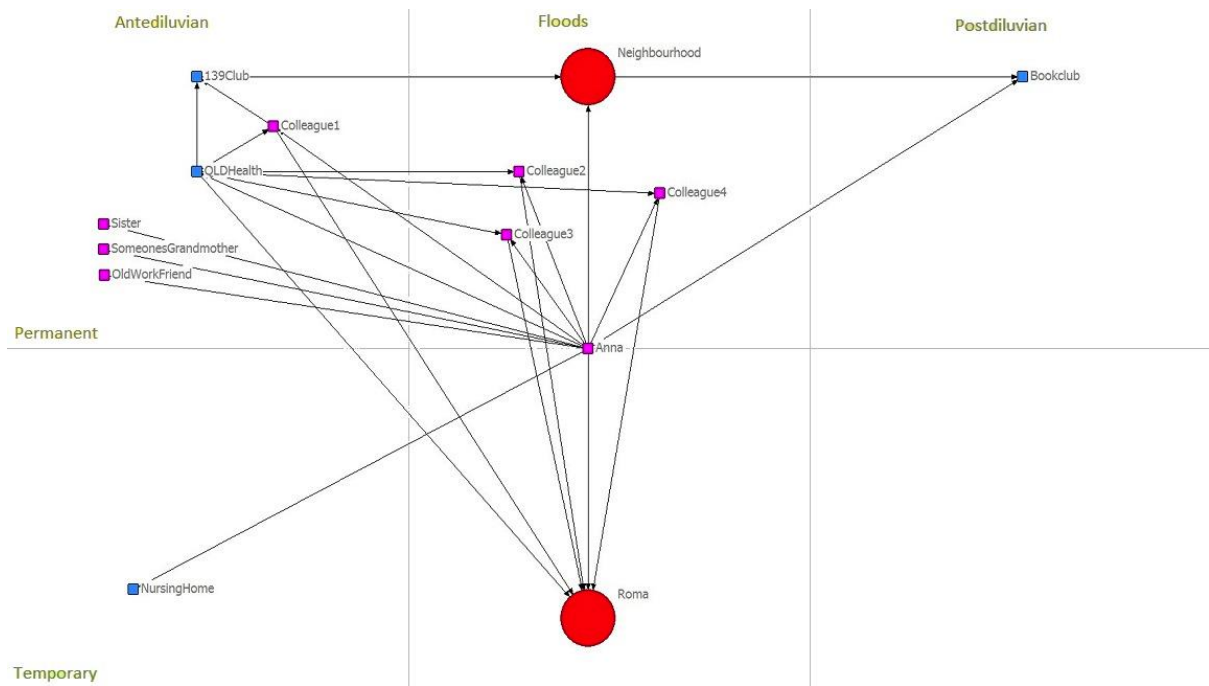 Antediluvian
Floods
Postdiluvian
Neighbourhood
139Club
Bookclub
Colleague1
QLDHealth
Colleague2
Colleague4
Sister
Colleague3
SomeonesGrandmother
OldWorkFriend
Permanent
Anna
NursingHome
Roma
Temporary